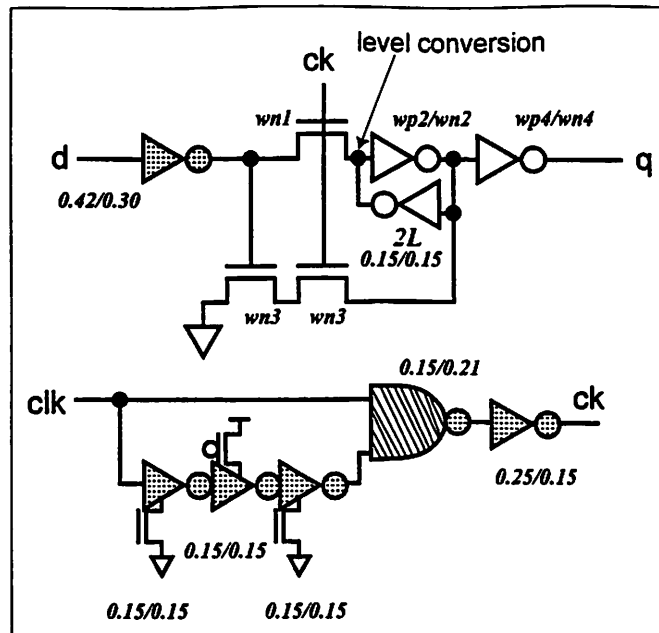 level conversion
ck
wn1
wp2/wn2
wp4/wn4
d
q
0.42/0.30
2L
0.15/0.15
wn3
wn3
0.15/0.21
clk
ck
0.25/0.15
0.15/0.15
0.15/0.15
0.15/0.15